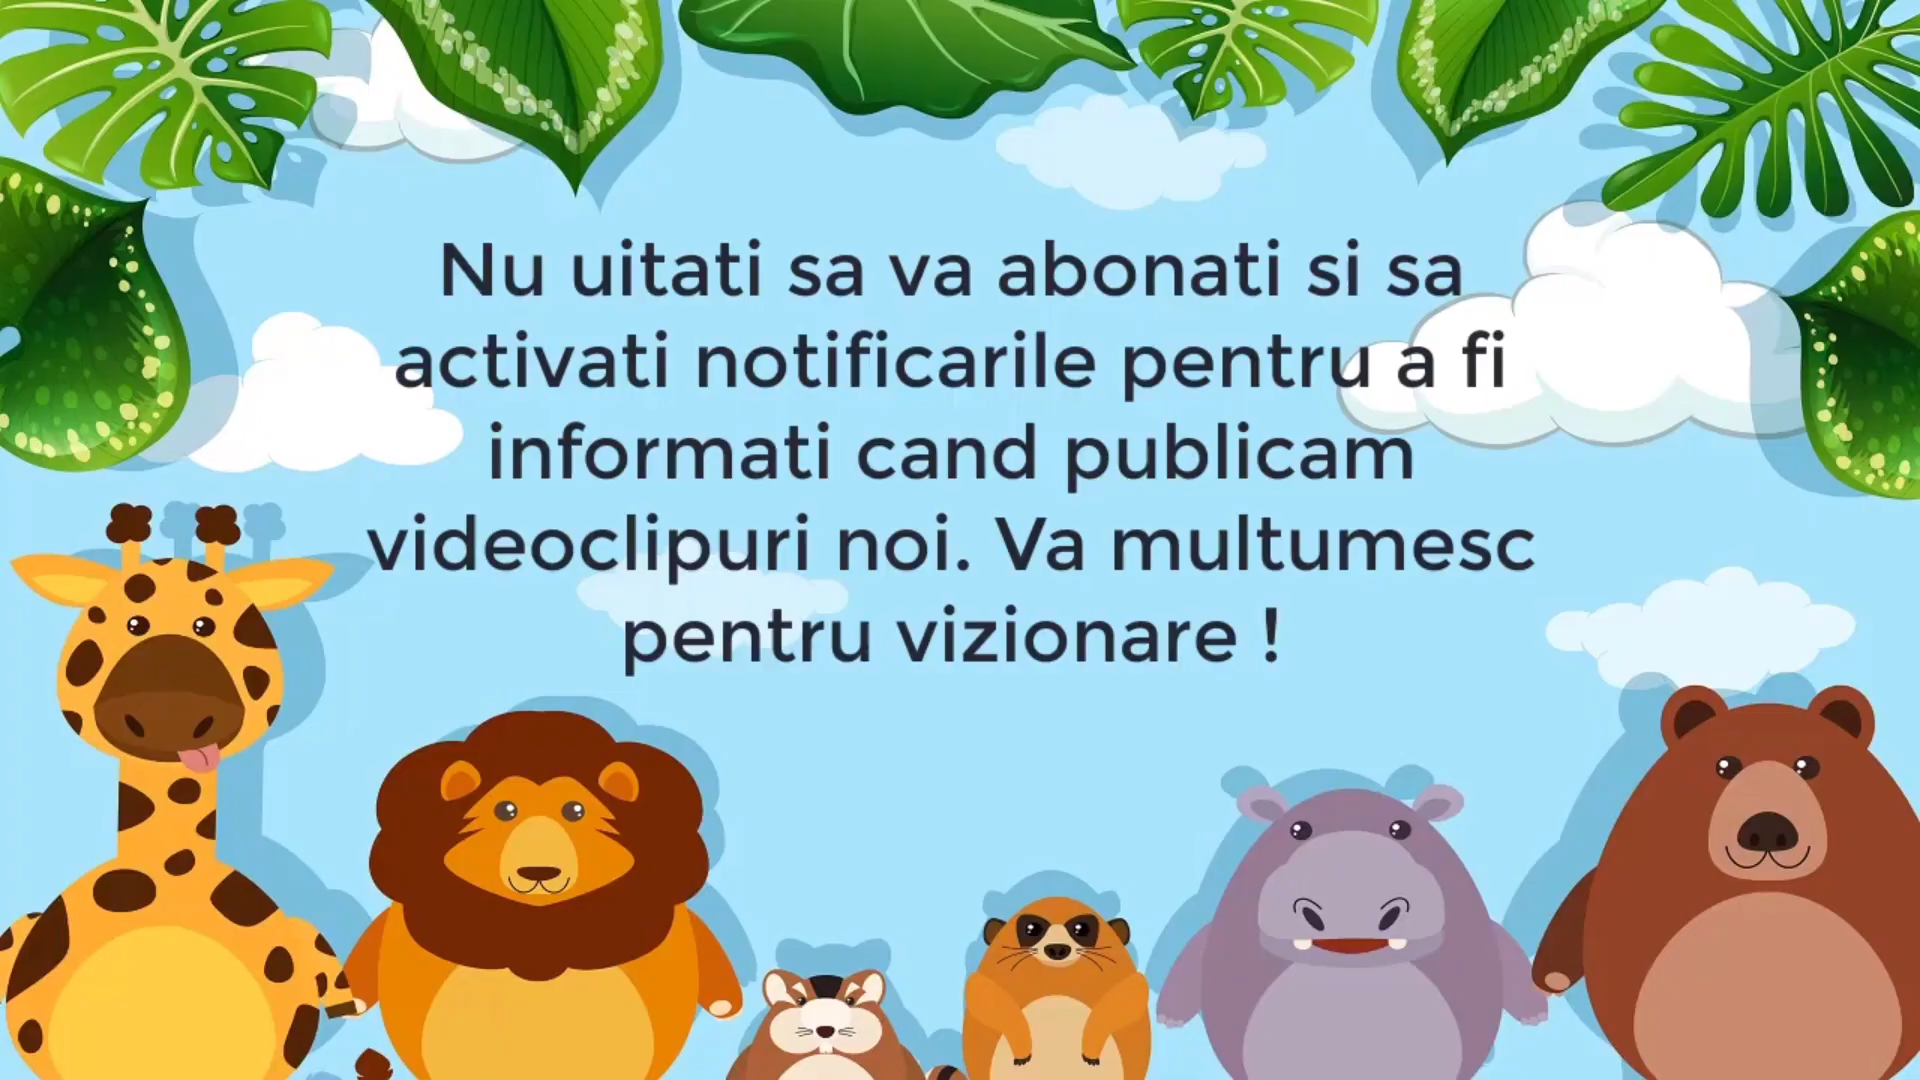 Nu uitati sa va abonati si sa
activati notificarile pentru a fi
informati cand publicam
videoclipuri noi. Va multumesc
pentru vizionare !